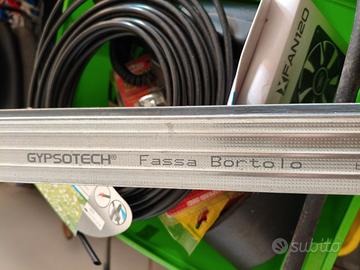 XFAN120
GYPSOTECH® Fassa Bortolo
subito